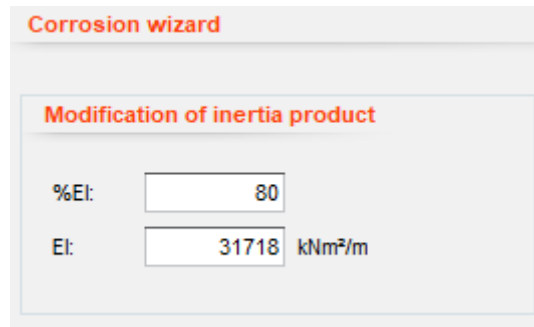 Corrosion wizard
Modification of inertia product
%EI: 80
EI: 31718 kNm²/m